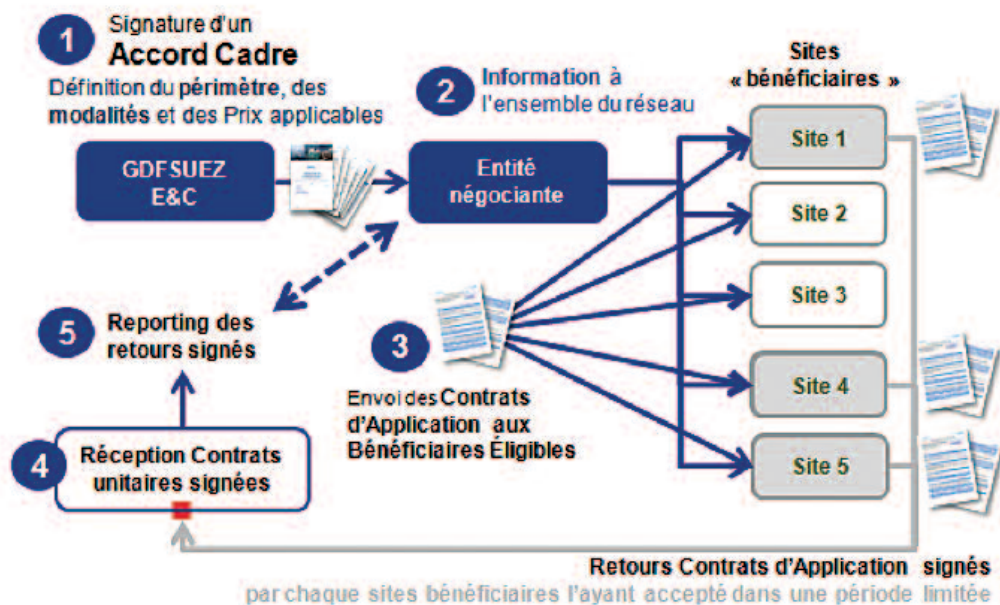 1
Signature d'un
Accord Cadre
Définition du périmètre, des
modalités et des Prix applicables
GDFSUEZ
E&C
2
Information à
l'ensemble du réseau
Entité
négociante
Sites
« bénéficiaires »
Site 1
Site 2
Site 3
Site 4
Site 5
3
Envoi des Contrats
d'Application aux
Bénéficiaires Éligibles
5
Reporting des
retours signés
4
Réception Contrats
unitaires signées
Retours Contrats d'Application signés
par chaque sites bénéficiaires l'ayant accepté dans une période limitée